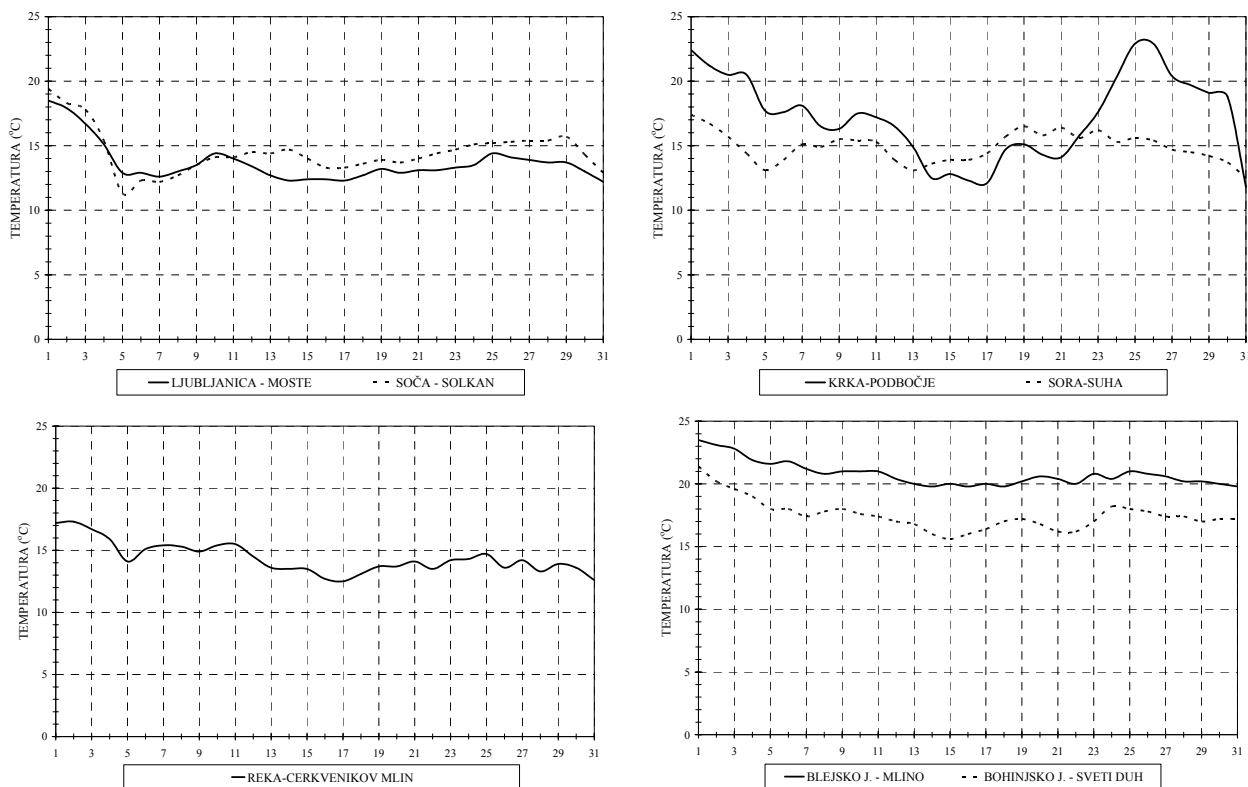 25
20
15
10
5
0
TEMPERATURA (°C)
1 3 5 7 9 11 13 15 17 19 21 23 25 27 29 31
LJUBLJANICA - MOSTE SOČA - SOLKAN
25
20
15
10
5
0
TEMPERATURA (°C)
1 3 5 7 9 11 13 15 17 19 21 23 25 27 29 31
KRKA-PODBOČJE SORA-SUHA
25
20
15
10
5
0
TEMPERATURA (°C)
1 3 5 7 9 11 13 15 17 19 21 23 25 27 29 31
REKA-CERKVENIKOV MLIN
25
20
15
10
5
0
TEMPERATURA (°C)
1 3 5 7 9 11 13 15 17 19 21 23 25 27 29 31
BLEJSKO J. - MLINO BOHINJSKO J. - SVETI DUH